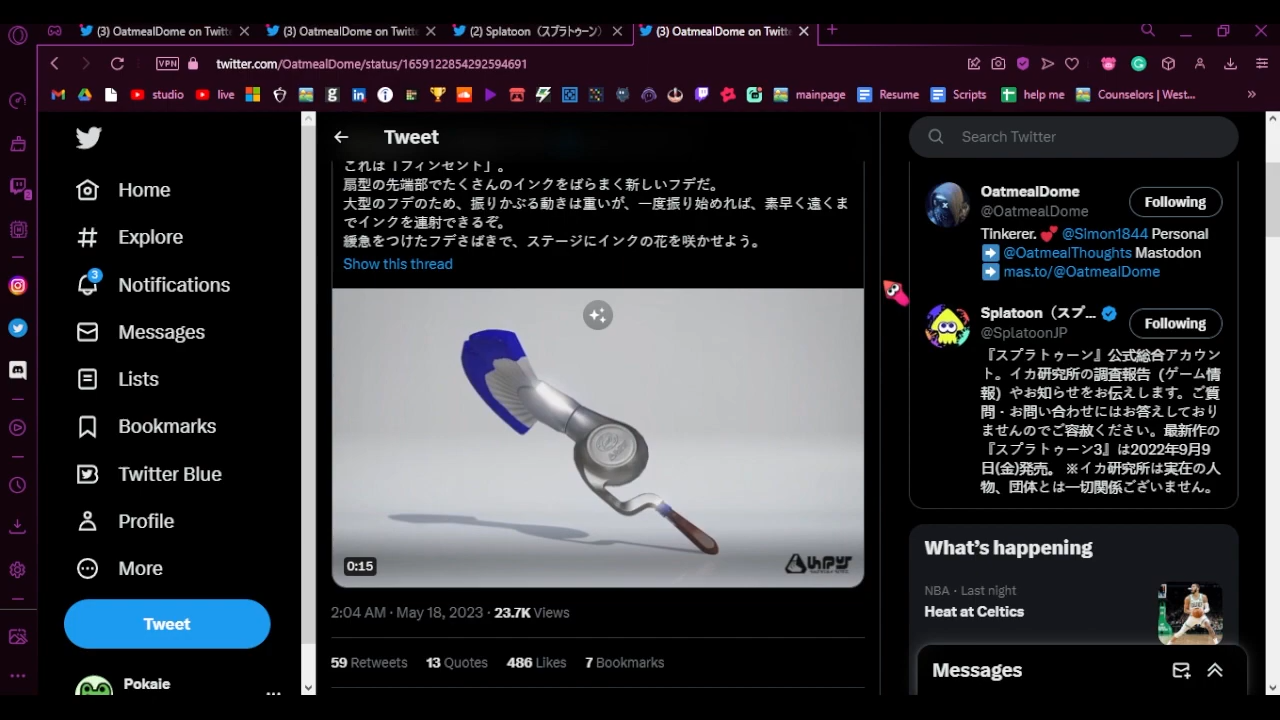 (3) OatmealDome on Twitte
(3) OatmealDome on Twitte
(2) Splatoon（スプラトゥーン）
(3) OatmealDome on Twitte
VPN
twitter.com/OatmealDome/status/1659122854292594691
studio
live
mainpage
Resume
Scripts
help me
Counselors | West...
Home
Explore
3
Notifications
Messages
Lists
Bookmarks
Twitter Blue
Profile
More
Tweet
Pokaie
Tweet
これは「フィンセント」。
扇型の先端部でたくさんのインクをばらまく新しいフデだ。
大型のフデのため、振りかぶる動きは重いが、一度振り始めれば、素早く遠くま
でインクを連射できるぞ。
緩急をつけたフデさばきで、ステージにインクの花を咲かせよう。
Show this thread
0:15
2:04 AM · May 18, 2023 · 23.7K Views
59 Retweets 13 Quotes 486 Likes 7 Bookmarks
Search Twitter
OatmealDome
@OatmealDome
Following
Tinkerer. 💕 @Simon1844 Personal
➡️ @OatmealThoughts Mastodon
➡️ mas.to/@OatmealDome
Splatoon（スプ...
@SplatoonJP
Following
『スプラトゥーン』公式総合アカウン
ト。イカ研究所の調査報告（ゲーム情
報）やお知らせをお伝えします。ご質
問・お問い合わせにはお答えしており
ませんのでご容赦ください。最新作の
『スプラトゥーン3』は2022年9月9
日(金)発売。 ※イカ研究所は実在の人
物、団体とは一切関係ございません。
What's happening
NBA · Last night
Heat at Celtics
Messages